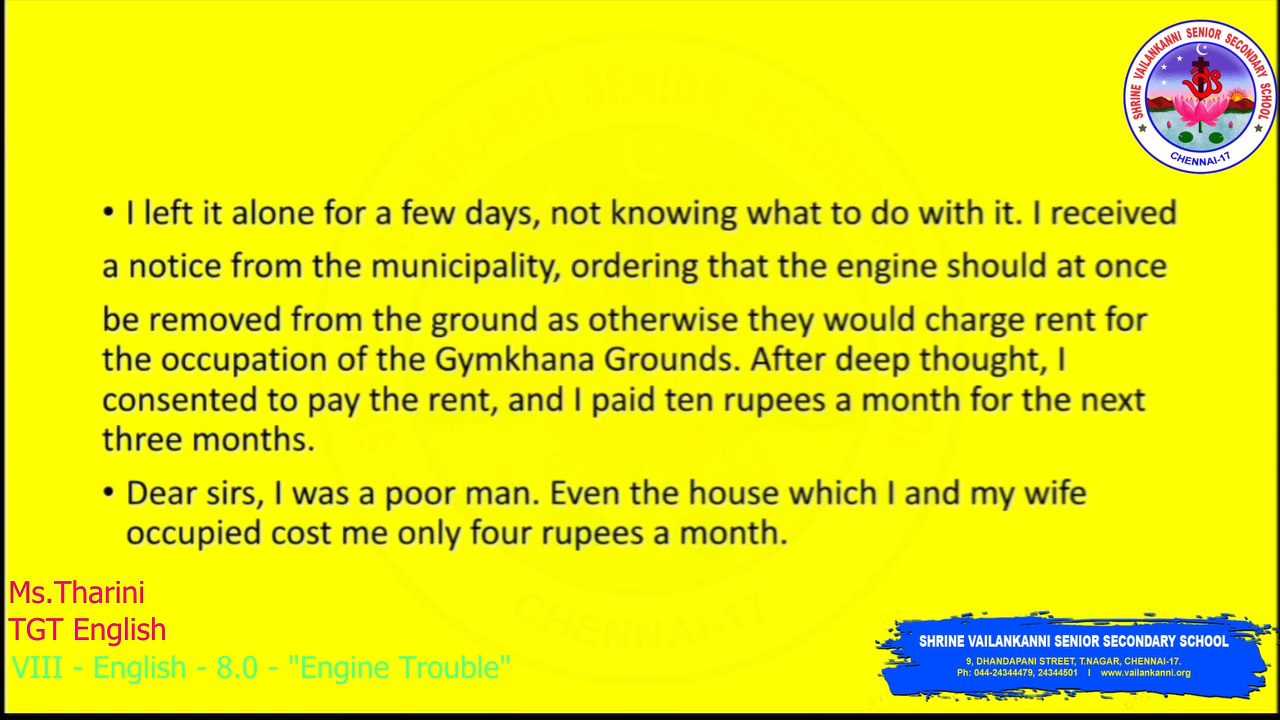 SHRINE VAILANKANNI SENIOR SECONDARY SCHOOL
CHENNAI-17
• I left it alone for a few days, not knowing what to do with it. I received
a notice from the municipality, ordering that the engine should at once
be removed from the ground as otherwise they would charge rent for
the occupation of the Gymkhana Grounds. After deep thought, I
consented to pay the rent, and I paid ten rupees a month for the next
three months.
• Dear sirs, I was a poor man. Even the house which I and my wife
occupied cost me only four rupees a month.
Ms.Tharini
TGT English
VIII - English - 8.0 - "Engine Trouble"
SHRINE VAILANKANNI SENIOR SECONDARY SCHOOL
9, DHANDAPANI STREET, T.NAGAR, CHENNAI-17.
Ph: 044-24344479, 24344501 I www.vailankanni.org